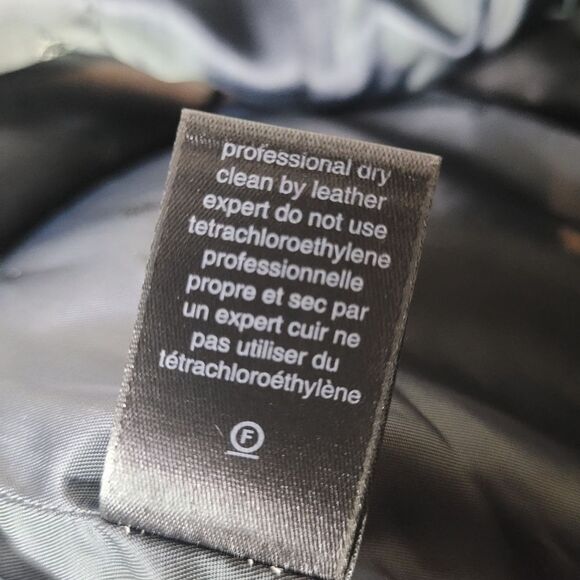 professional dry
clean by leather
expert do not use
tetrachloroethylene
professionnelle
propre et sec par
un expert cuir ne
pas utiliser du
tétrachloroéthylène
F